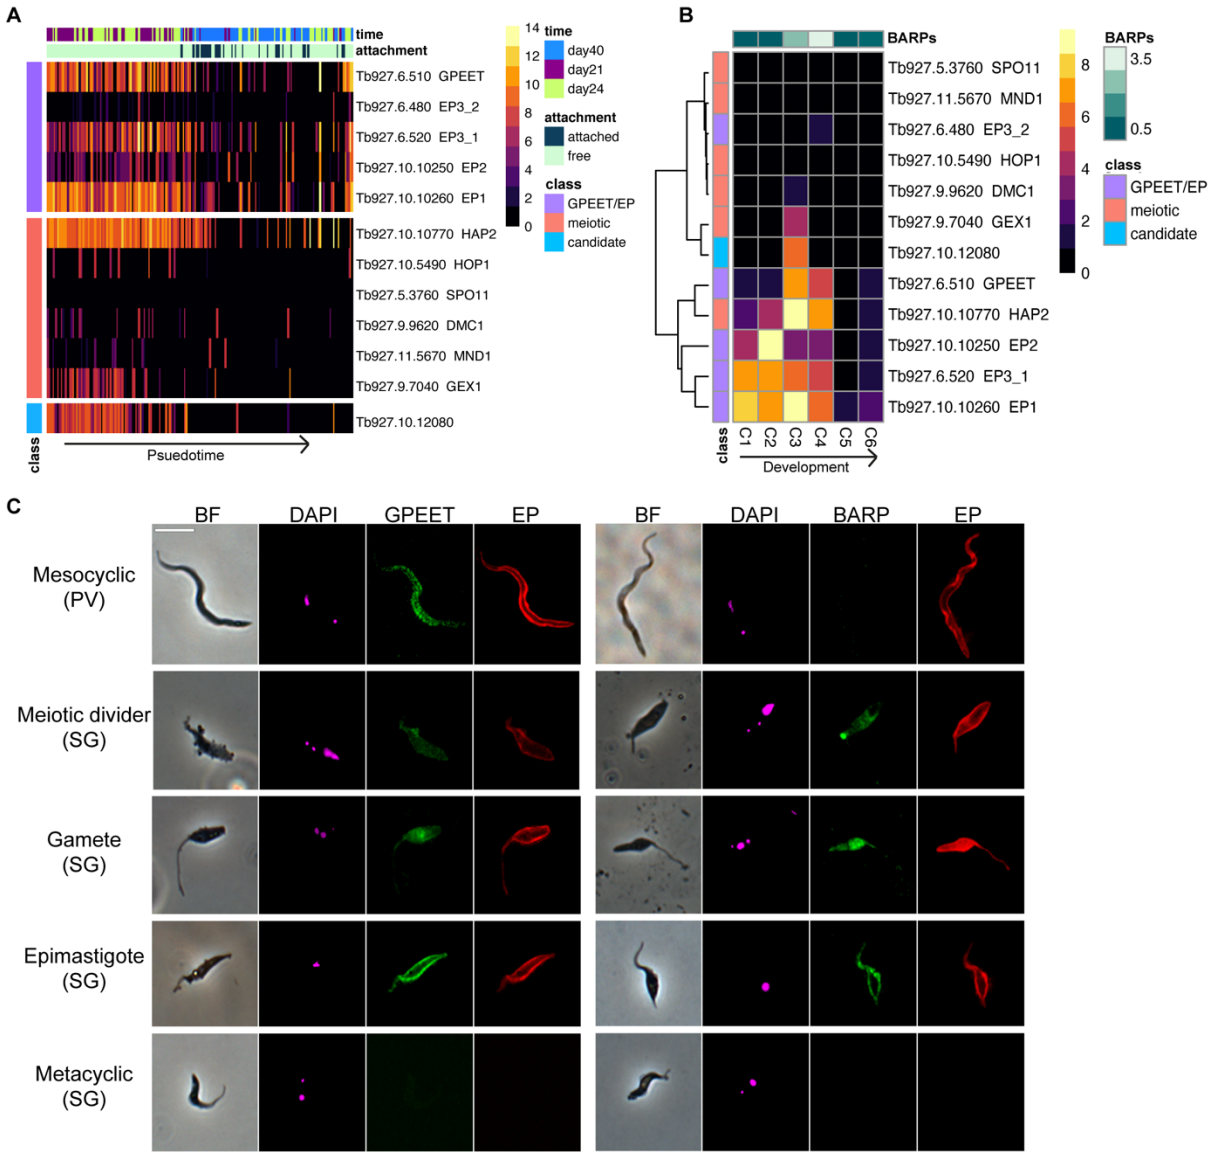 A
time
attachment
Tb927.6.510 GPEET
Tb927.6.480 EP3_2
Tb927.6.520 EP3_1
Tb927.10.10250 EP2
Tb927.10.10260 EP1
Tb927.10.10770 HAP2
Tb927.10.5490 HOP1
Tb927.5.3760 SPO11
Tb927.9.9620 DMC1
Tb927.11.5670 MND1
Tb927.9.7040 GEX1
Tb927.10.12080
class
Psuedotime
14
12
10
8
6
4
2
0
time
day40
day21
day24
attachment
attached
free
class
GPEET/EP
meiotic
candidate
B
BARPs
Tb927.5.3760 SPO11
Tb927.11.5670 MND1
Tb927.6.480 EP3_2
Tb927.10.5490 HOP1
Tb927.9.9620 DMC1
Tb927.9.7040 GEX1
Tb927.10.12080
Tb927.6.510 GPEET
Tb927.10.10770 HAP2
Tb927.10.10250 EP2
Tb927.6.520 EP3_1
Tb927.10.10260 EP1
class
C1
C2
C3
C4
C5
C6
Development
8
6
4
2
0
BARPs
3.5
0.5
class
GPEET/EP
meiotic
candidate
C
BF DAPI GPEET EP BF DAPI BARP EP
Mesocyclic
(PV)
Meiotic divider
(SG)
Gamete
(SG)
Epimastigote
(SG)
Metacyclic
(SG)